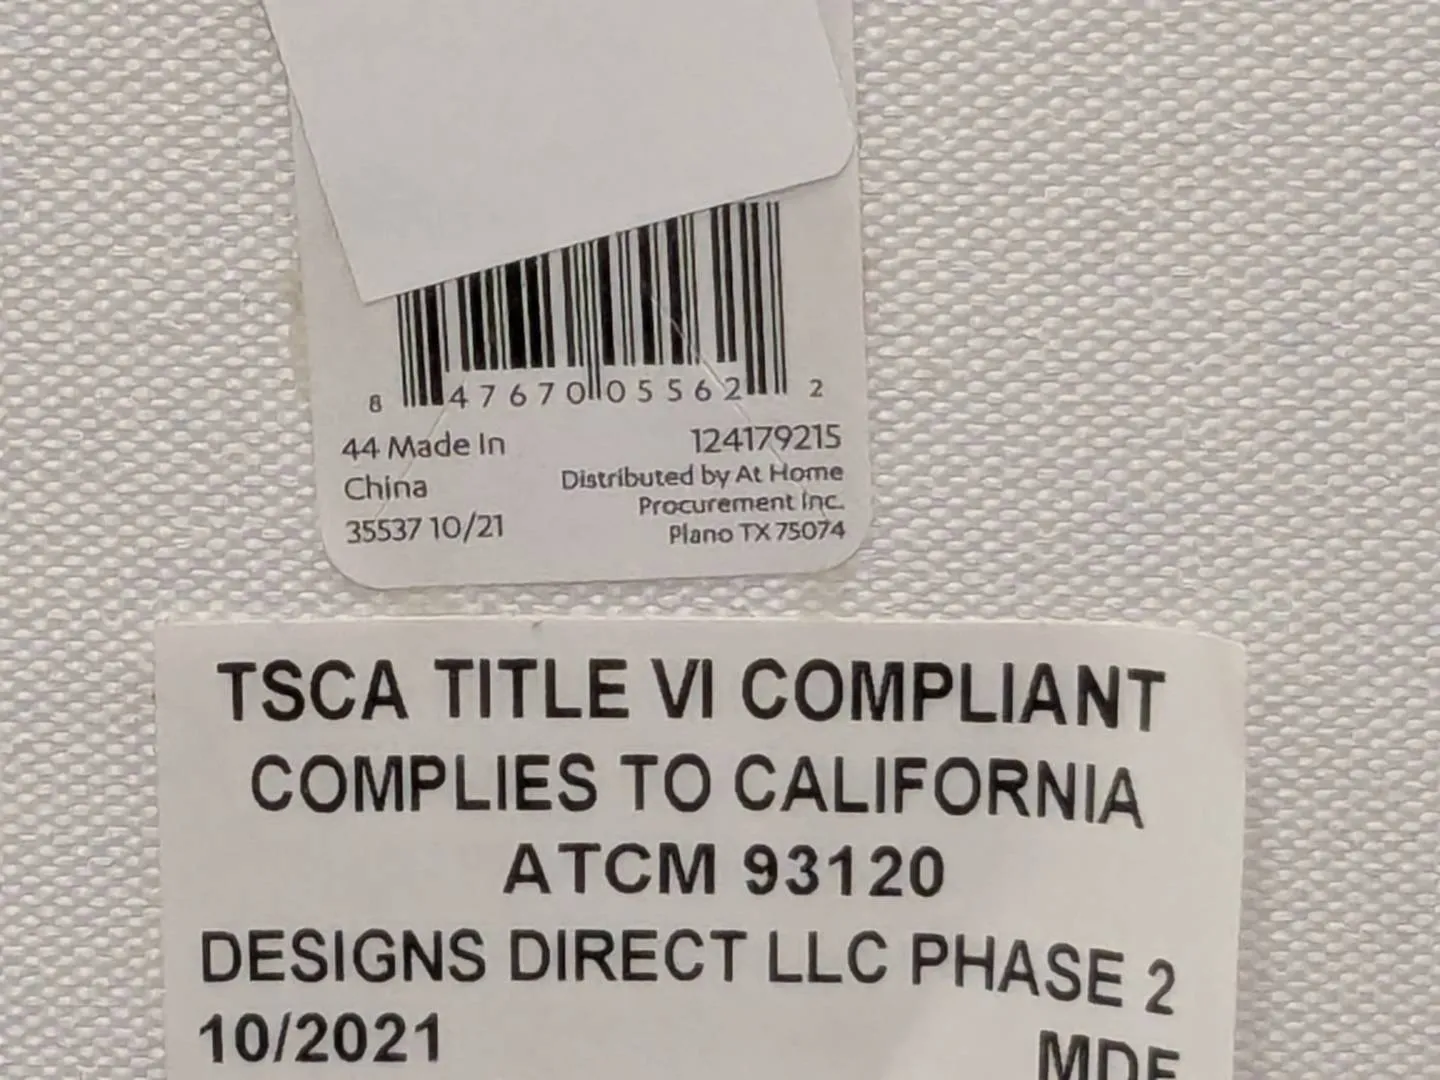 8 47670 05562 2
44 Made In
China
35537 10/21
124179215
Distributed by At Home
Procurement Inc.
Plano TX 75074
TSCA TITLE VI COMPLIANT
COMPLIES TO CALIFORNIA
ATCM 93120
DESIGNS DIRECT LLC PHASE 2
10/2021
MDF